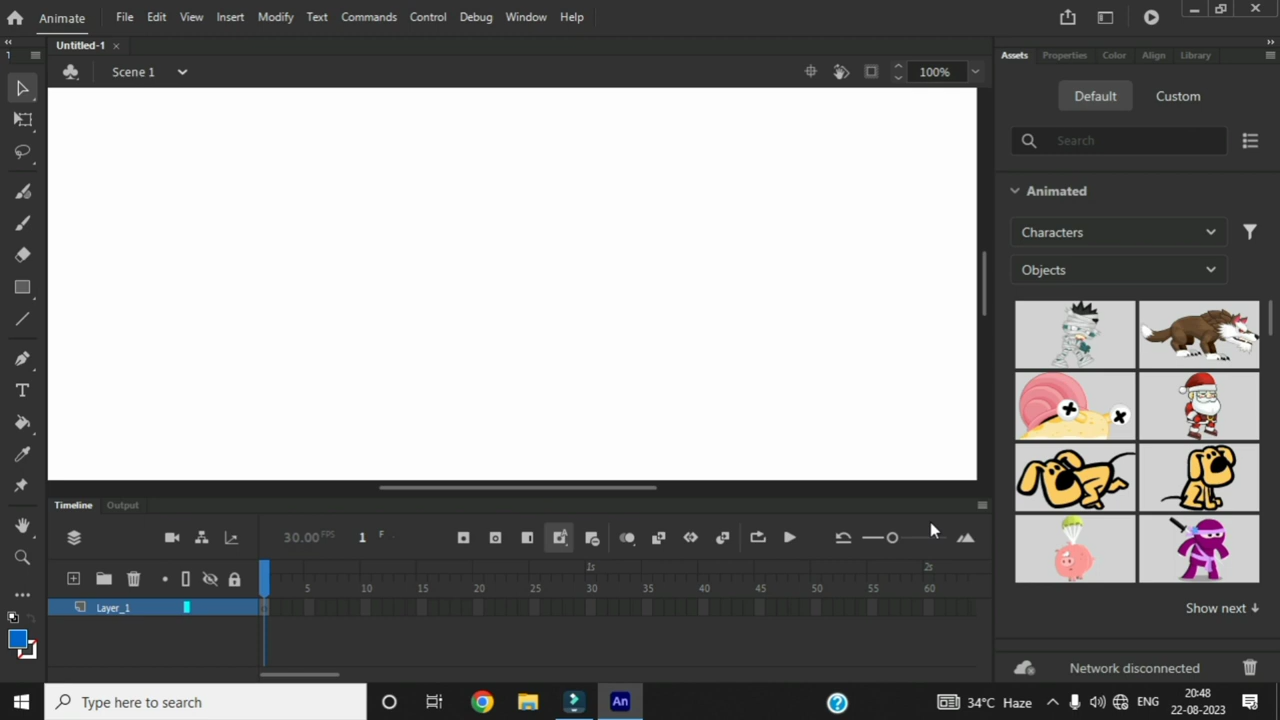 Animate File Edit View Insert Modify Text Commands Control Debug Window Help
Untitled-1
1
Assets Properties Color Align Library
Scene 1
100%
Default Custom
Search
Animated
Characters
Objects
Timeline Output
30.00 FPS 1 F
1s 2s
5 10 15 20 25 30 35 40 45 50 55 60
Layer_1
Show next
Network disconnected
An
Type here to search
34°C Haze
ENG
20:48
22-08-2023